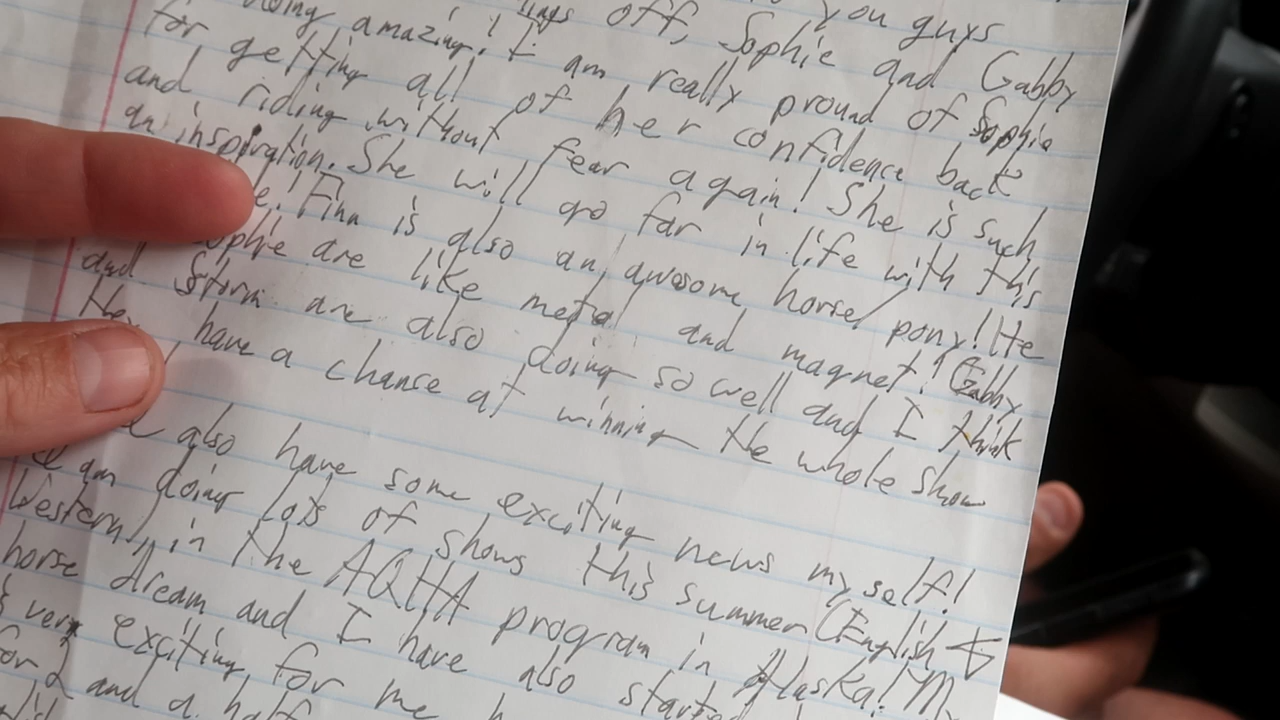 you guys
off, Sophie and Gabby
doing amazing! I am really pround of Sophie
for getting all of her confidence back
and riding without fear again! She is such
an inspiration. She will go far in life with this
Finn is also an awesome horse/pony! He
Sophie are like metal and magnet! Gabby
and Storm are also doing so well and I think
they have a chance at winning the whole show
also have some exciting news myself!
I am doing lots of shows this summer (English &
Western) in the AQHA program in Alaska! My
horse Dream and I have also started
very exciting for me
for 2 and a half